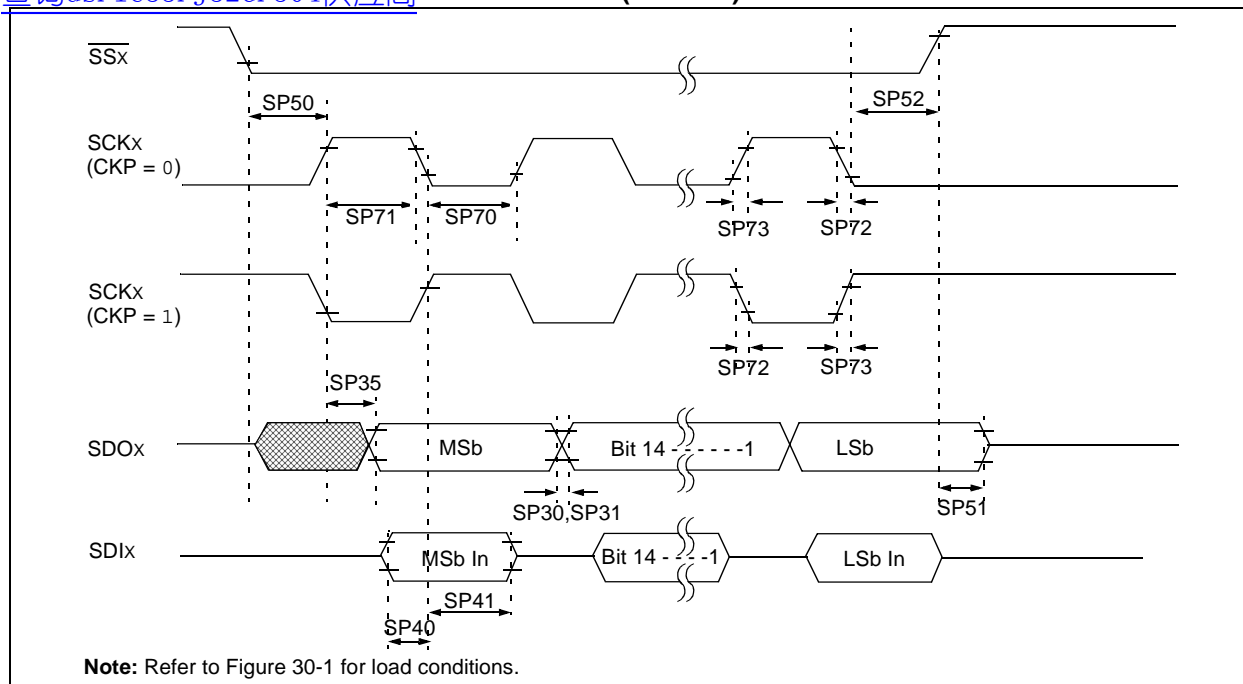 SSx
SP50
SP52
SCKx
(CKP = 0)
SP71
SP70
SP73
SP72
SCKx
(CKP = 1)
SP72
SP73
SP35
SDOx
MSb
Bit 14 - - - - - -1
LSb
SP30,SP31
SP51
SDIx
MSb In
Bit 14 - - - -1
LSb In
SP41
SP40
Note: Refer to Figure 30-1 for load conditions.